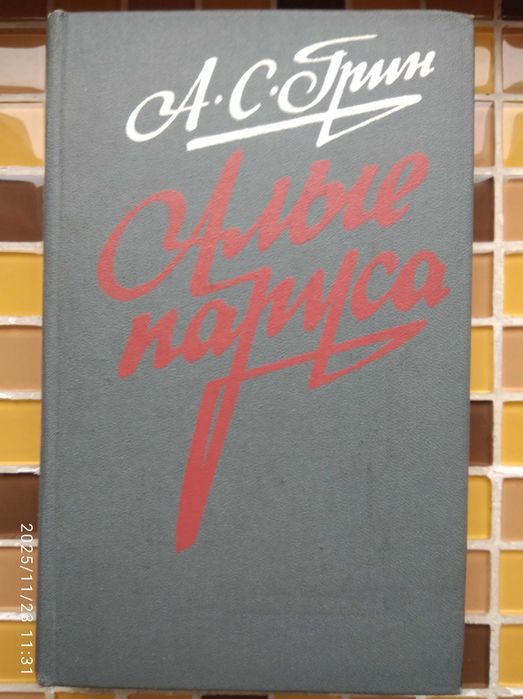 А.С.Грин
Алые
паруса
2025/11/28 11:31